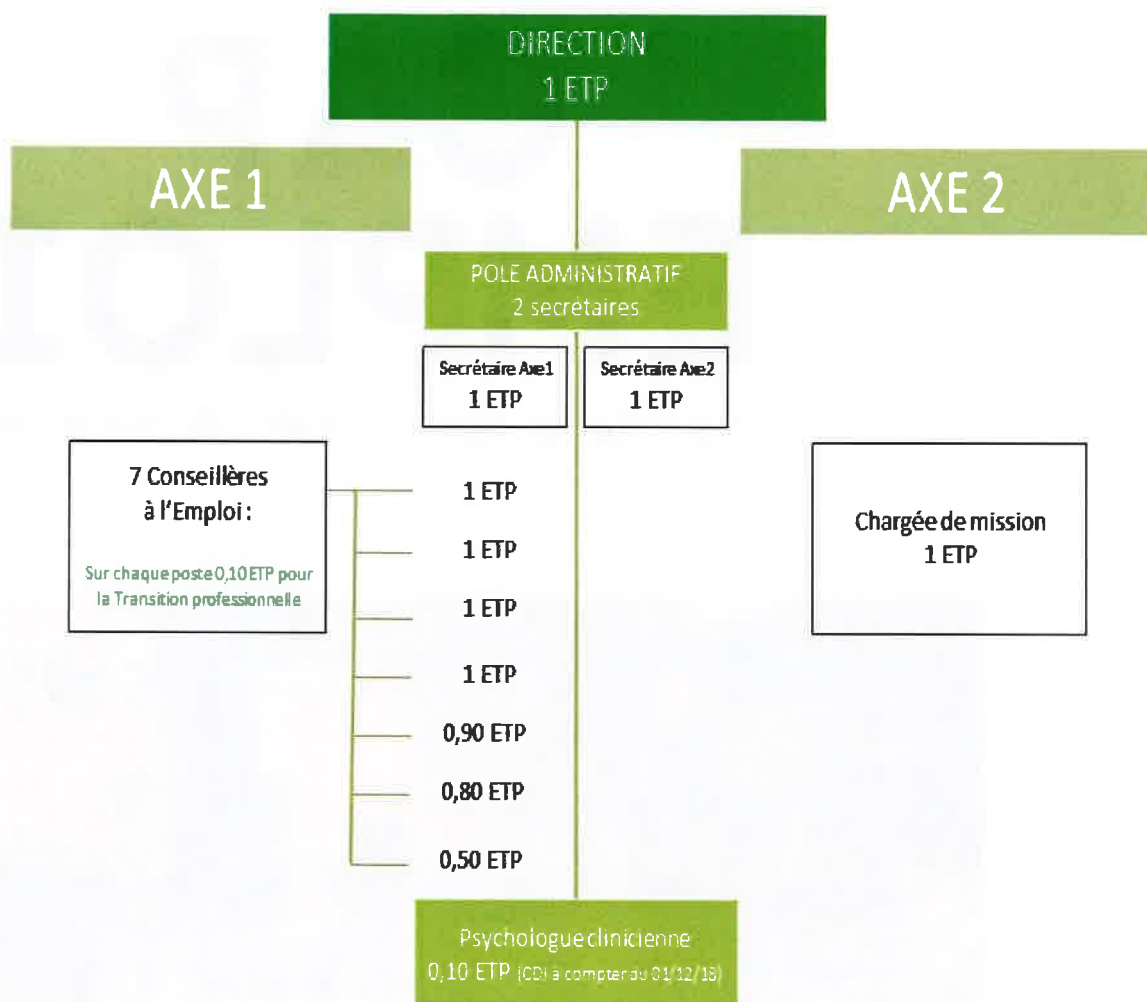 DIRECTION
1 ETP
AXE 1
AXE 2
POLE ADMINISTRATIF
2 secrétaires
Secrétaire Axe1
1 ETP
Secrétaire Axe2
1 ETP
7 Conseillères
à l'Emploi :
Sur chaque poste 0,10 ETP pour
la Transition professionnelle
1 ETP
1 ETP
1 ETP
1 ETP
0,90 ETP
0,80 ETP
0,50 ETP
Chargée de mission
1 ETP
Psychologue clinicienne
0,10 ETP (CDI à compter du 01/12/18)